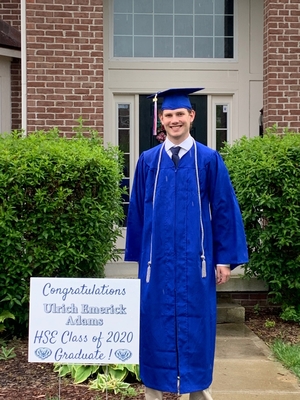 Congratulations
Ulrich Emerick
Adams
HSE Class of 2020
Graduate !